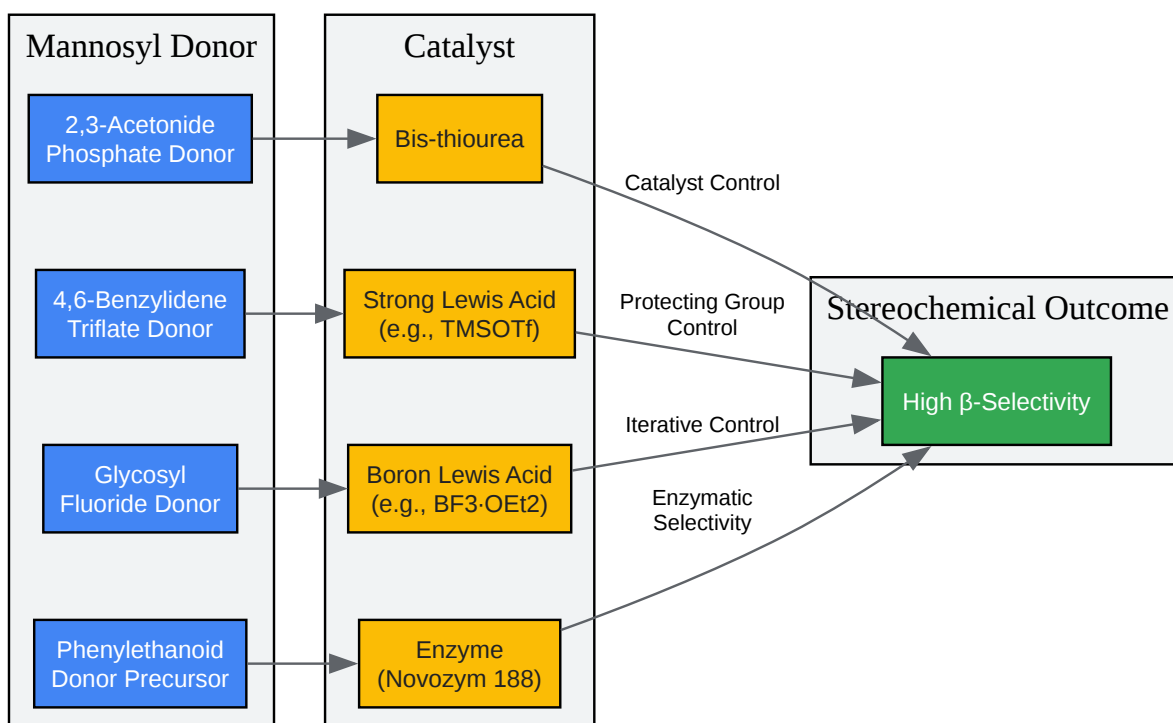 Mannosyl Donor
Catalyst
2,3-Acetonide
Phosphate Donor
Bis-thiourea
Catalyst Control
4,6-Benzylidene
Triflate Donor
Strong Lewis Acid
(e.g., TMSOTf)
Protecting Group
Control
Stereochemical Outcome
High β-Selectivity
Glycosyl
Fluoride Donor
Boron Lewis Acid
(e.g., BF3·OEt2)
Iterative Control
Enzymatic
Selectivity
Phenylethanoid
Donor Precursor
Enzyme
(Novozym 188)